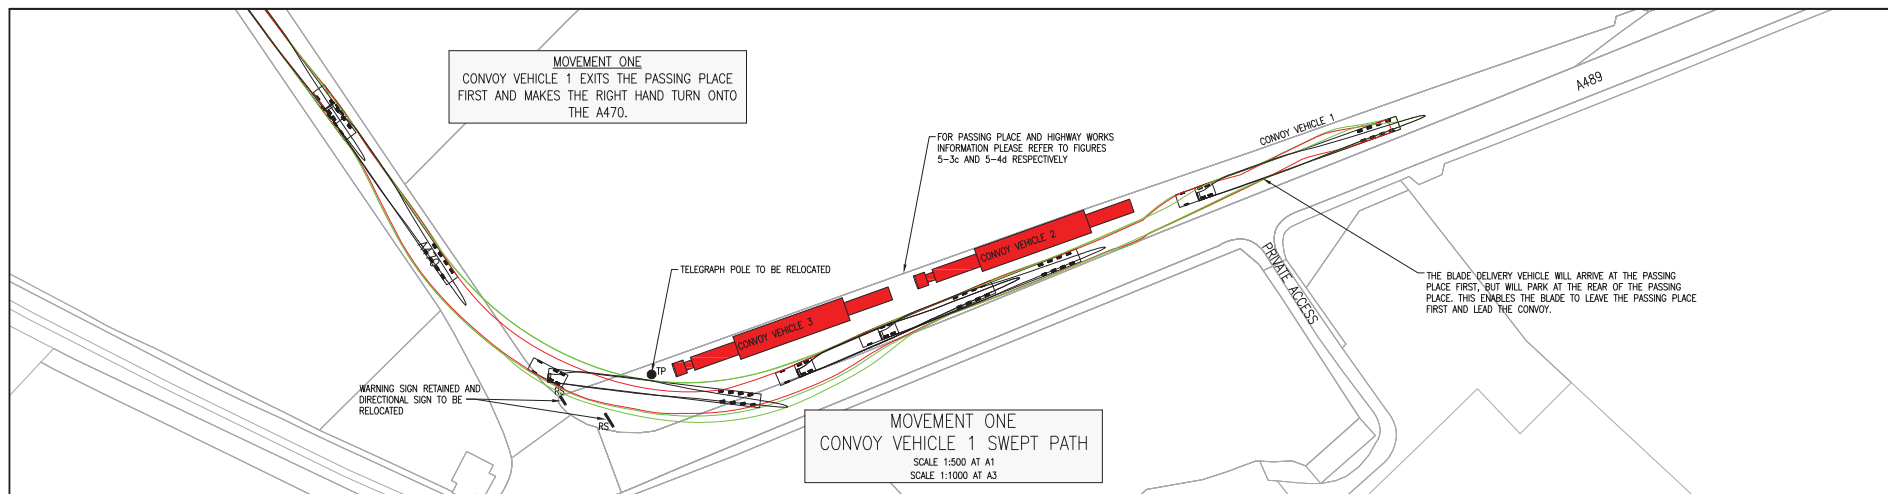 MOVEMENT ONE
CONVOY VEHICLE 1 EXITS THE PASSING PLACE
FIRST AND MAKES THE RIGHT HAND TURN ONTO
THE A470.
A489
CONVOY VEHICLE 1
FOR PASSING PLACE AND HIGHWAY WORKS
INFORMATION PLEASE REFER TO FIGURES
5-3c AND 5-4d RESPECTIVELY
CONVOY VEHICLE 2
A470
TELEGRAPH POLE TO BE RELOCATED
PRIVATE ACCESS
THE BLADE DELIVERY VEHICLE WILL ARRIVE AT THE PASSING
PLACE FIRST, BUT WILL PARK AT THE REAR OF THE PASSING
PLACE. THIS ENABLES THE BLADE TO LEAVE THE PASSING PLACE
FIRST AND LEAD THE CONVOY.
CONVOY VEHICLE 3
TP
WARNING SIGN RETAINED AND
DIRECTIONAL SIGN TO BE
RELOCATED
RS
RS
MOVEMENT ONE
CONVOY VEHICLE 1 SWEPT PATH
SCALE 1:500 AT A1
SCALE 1:1000 AT A3